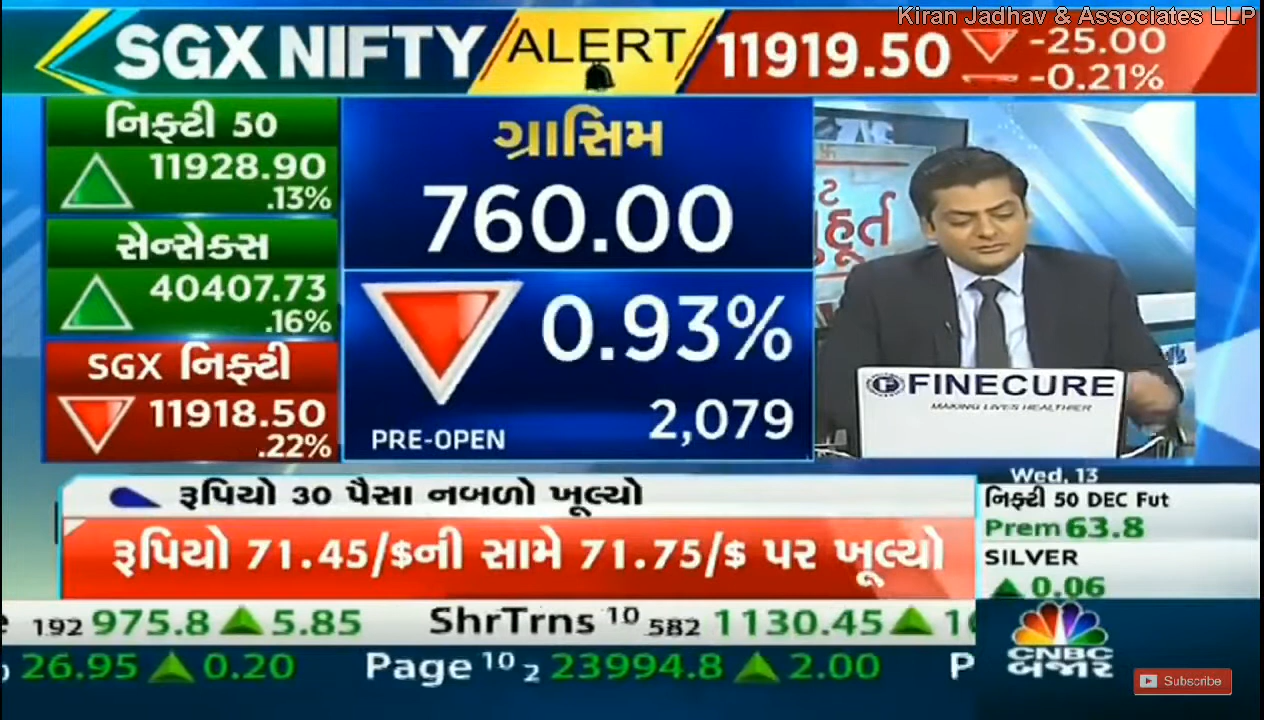 Kiran Jadhav & Associates LLP
SGX NIFTY ALERT 11919.50 -25.00
-0.21%
નિફ્ટી 50
11928.90
.13%
સેન્સેક્સ
40407.73
.16%
SGX નિફ્ટી
11918.50
.22%
ગ્રાસિમ
760.00
0.93%
2,079
PRE-OPEN
FINECURE
MAKING LIVES HEALTHIER
Wed, 13
નિફ્ટી 50 DEC Fut
Prem 63.8
SILVER
0.06
રૂપિયો 30 પૈસા નબળો ખૂલ્યો
રૂપિયો 71.45/$ની સામે 71.75/$ પર ખૂલ્યો
192 975.8 5.85 ShrTrns 10 582 1130.45
26.95 0.20 Page 10 2 23994.8 2.00 P
CNBC
બજાર
Subscribe